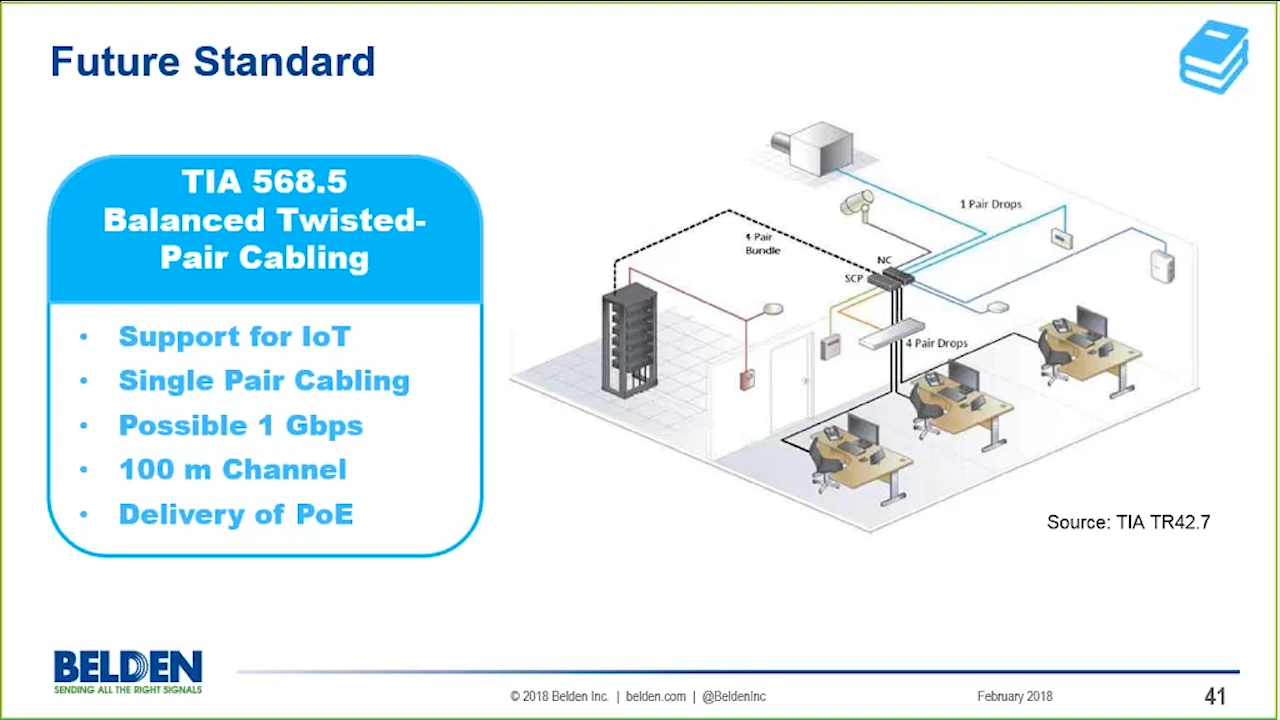 Future Standard
TIA 568.5
Balanced Twisted-
Pair Cabling
• Support for IoT
• Single Pair Cabling
• Possible 1 Gbps
• 100 m Channel
• Delivery of PoE
1 Pair Drops
4 Pair
Bundle
NC
SCP
4 Pair Drops
Source: TIA TR42.7
BELDEN
SENDING ALL THE RIGHT SIGNALS
© 2018 Belden Inc. | belden.com | @BeldenInc
February 2018
41